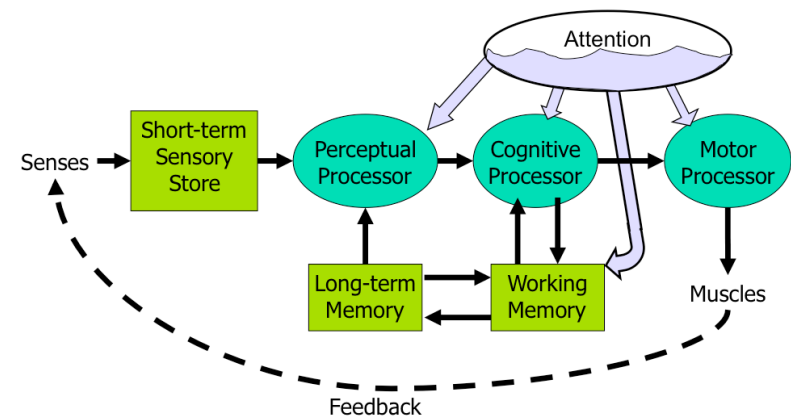 Attention
Short-term
Sensory
Store
Senses
Perceptual
Processor
Cognitive
Processor
Motor
Processor
Long-term
Memory
Working
Memory
Muscles
Feedback